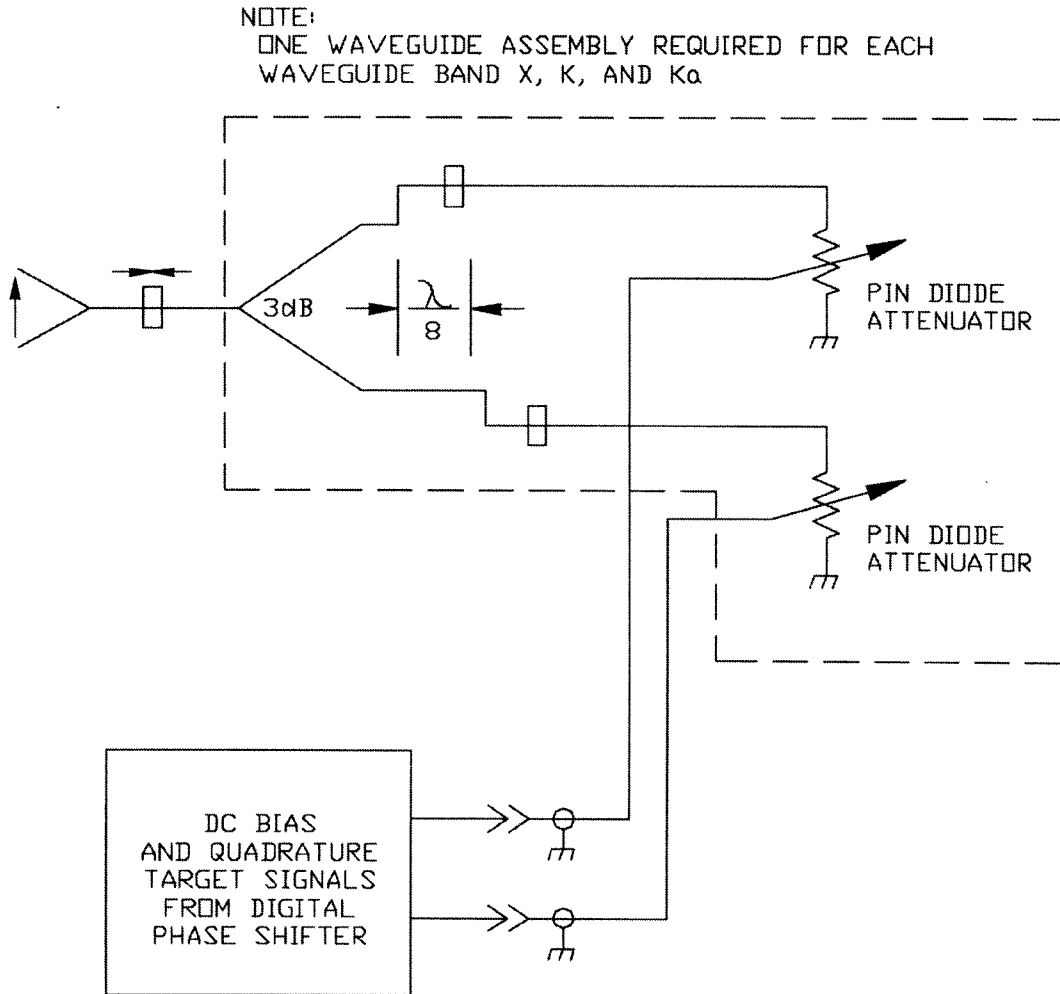 NOTE:
ONE WAVEGUIDE ASSEMBLY REQUIRED FOR EACH
WAVEGUIDE BAND X, K, AND Ka
3dB
λ
8
PIN DIODE
ATTENUATOR
PIN DIODE
ATTENUATOR
DC BIAS
AND QUADRATURE
TARGET SIGNALS
FROM DIGITAL
PHASE SHIFTER